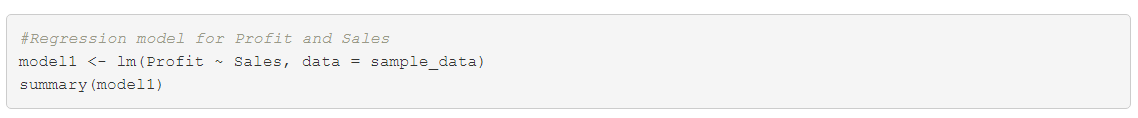 #Regression model for Profit and Sales
model1 <- lm(Profit ~ Sales, data = sample_data)
summary(model1)